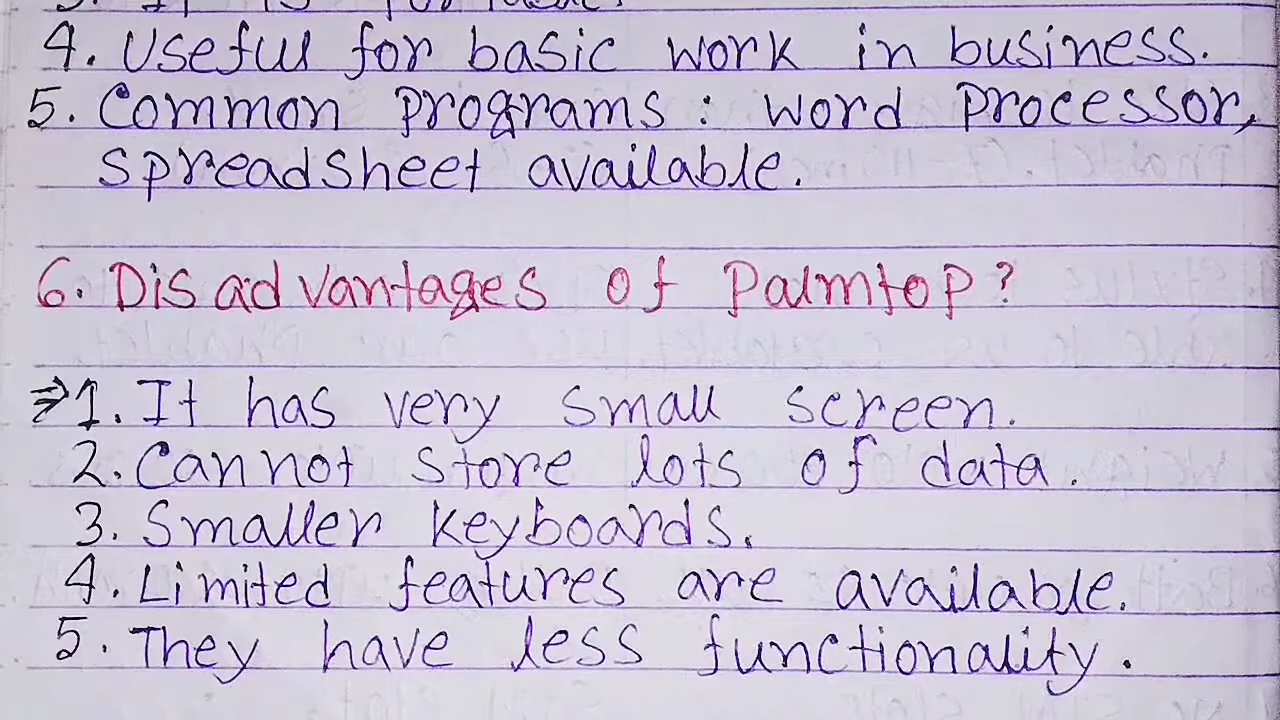 4. Useful for basic work in business.
5. Common programs: word processor,
spreadsheet available.
6. Disadvantages of Palmtop?
⇒1. It has very small screen.
2. Cannot store lots of data.
3. Smaller keyboards.
4. Limited features are available.
5. They have less functionality.